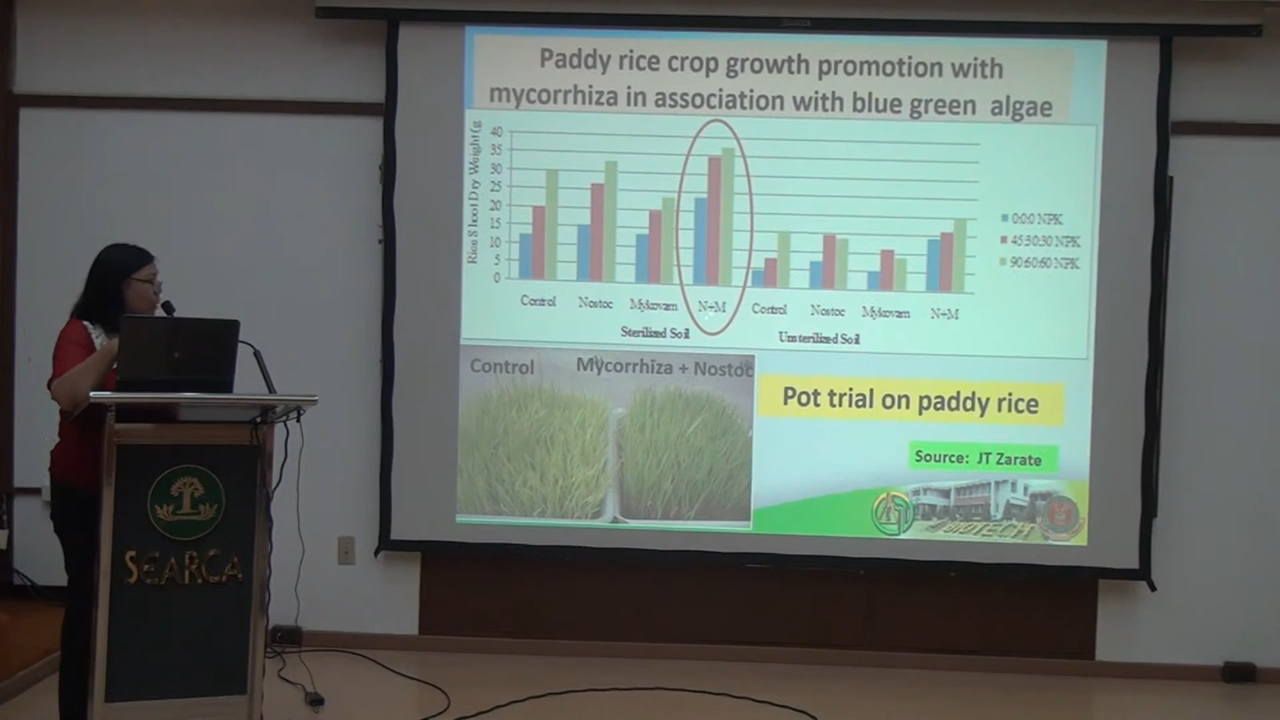 Paddy rice crop growth promotion with
mycorrhiza in association with blue green algae
Rice Shoot Dry Weight (g
40
35
30
25
20
15
10
5
0
0:0:0 NPK
45:30:30 NPK
90:60:60 NPK
Control Nostoc Mykovam N+M Control Nostoc Mykovam N+M
Sterilized Soil Unsterilized Soil
Control Mycorrhiza + Nostoc
Pot trial on paddy rice
Source: JT Zarate
BIOTECH
SEARCA